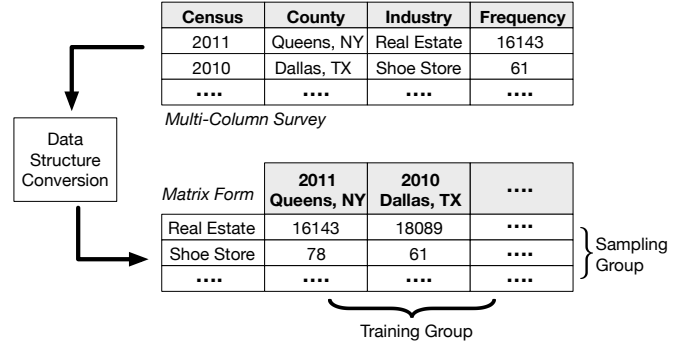 Census County Industry Frequency
2011 Queens, NY Real Estate 16143
2010 Dallas, TX Shoe Store 61
.... .... .... ....
Multi-Column Survey
Data
Structure
Conversion
Matrix Form
2011 2010 ....
Queens, NY Dallas, TX
Real Estate 16143 18089 ....
Shoe Store 78 61 ....
.... .... .... ....
Sampling
Group
Training Group